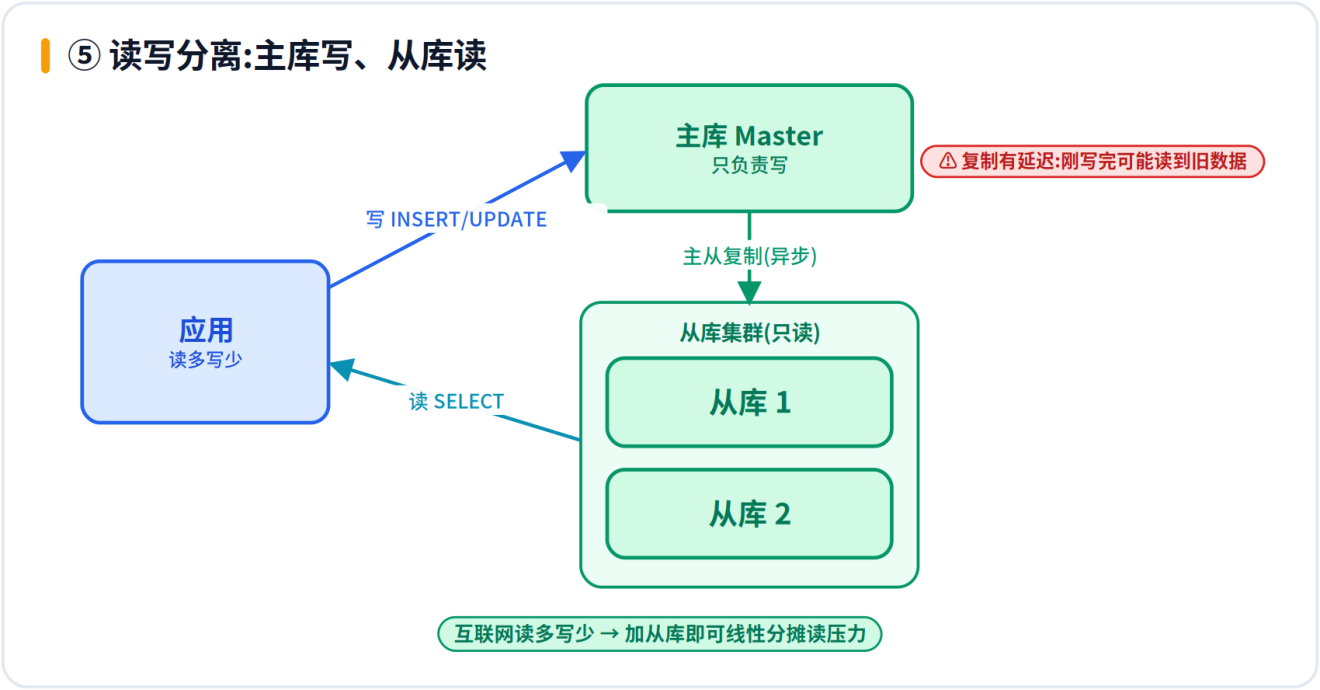 ⑤ 读写分离:主库写、从库读
主库 Master
只负责写
⚠ 复制有延迟:刚写完可能读到旧数据
写 INSERT/UPDATE
主从复制(异步)
应用
读多写少
从库集群(只读)
从库 1
读 SELECT
从库 2
互联网读多写少 → 加从库即可线性分摊读压力